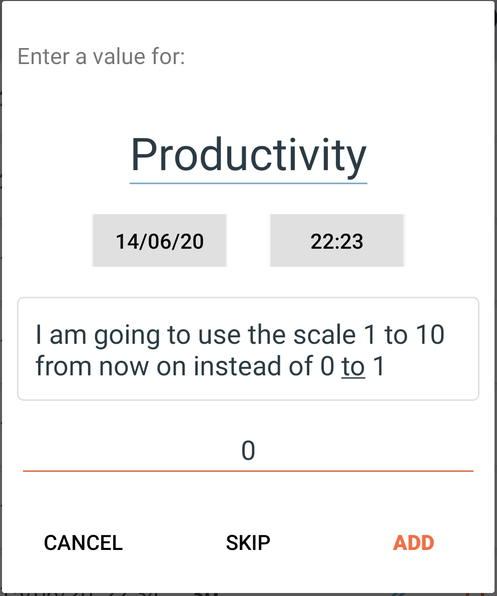 Enter a value for:
Productivity
14/06/20 22:23
I am going to use the scale 1 to 10
from now on instead of 0 to 1
0
CANCEL SKIP ADD